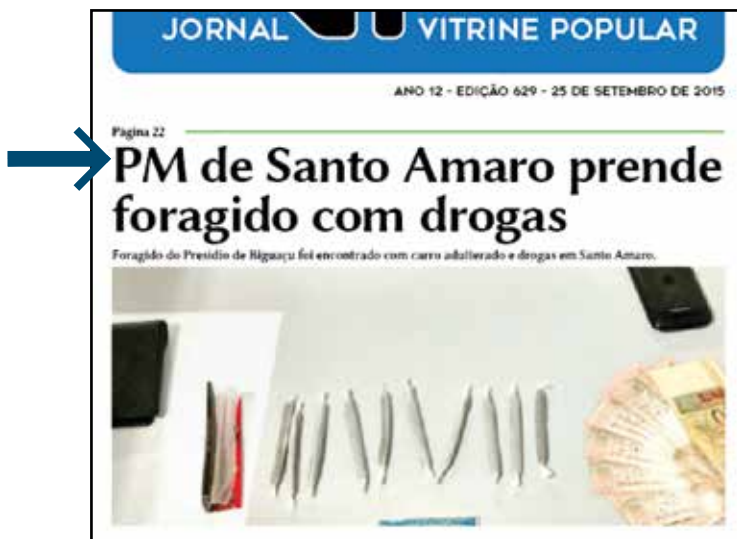 JORNAL VITRINE POPULAR
ANO 12 - EDIÇÃO 629 - 25 DE SETEMBRO DE 2015
Página 22
PM de Santo Amaro prende
foragido com drogas
Foragido do Presídio de Biguaçu foi encontrado com carro adulterado e drogas em Santo Amaro.